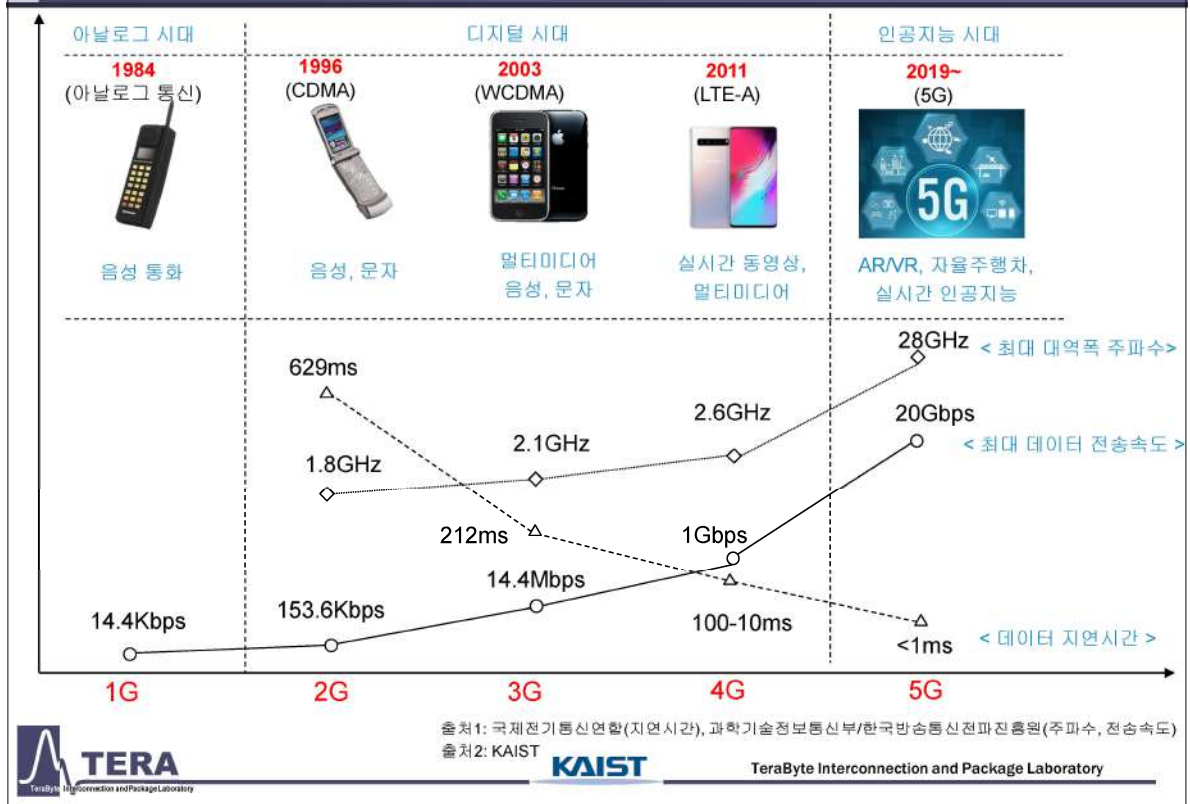 아날로그 시대
디지털 시대
인공지능 시대
1984
(아날로그 통신)
1996
(CDMA)
2003
(WCDMA)
2011
(LTE-A)
2019~
(5G)
5G
음성 통화
음성, 문자
멀티미디어
음성, 문자
실시간 동영상,
멀티미디어
AR/VR, 자율주행차,
실시간 인공지능
28GHz
< 최대 대역폭 주파수>
629ms
2.6GHz
20Gbps
2.1GHz
< 최대 데이터 전송속도 >
1.8GHz
212ms
1Gbps
14.4Mbps
153.6Kbps
14.4Kbps
100-10ms
<1ms
< 데이터 지연시간 >
1G
2G
3G
4G
5G
출처1: 국제전기통신연합(지연시간), 과학기술정보통신부/한국방송통신전파진흥원(주파수, 전송속도)
출처2: KAIST
TERA
TeraByte Interconnection and Package Laboratory
KAIST
TeraByte Interconnection and Package Laboratory